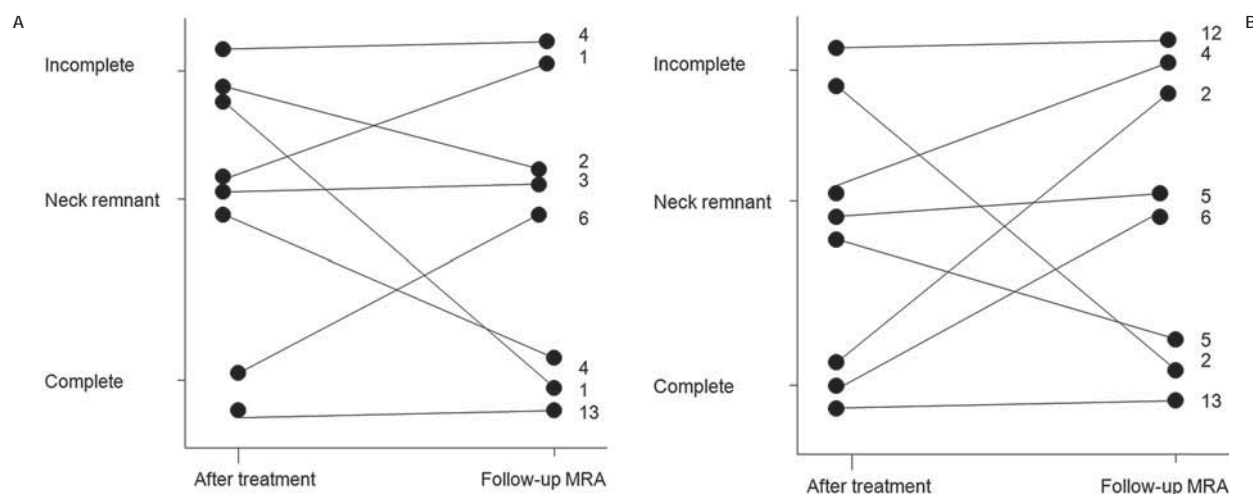 A
Incomplete
Neck remnant
Complete
4
1
2
3
6
4
1
13
After treatment
Follow-up MRA
B
Incomplete
Neck remnant
Complete
12
4
2
5
6
5
2
13
After treatment
Follow-up MRA